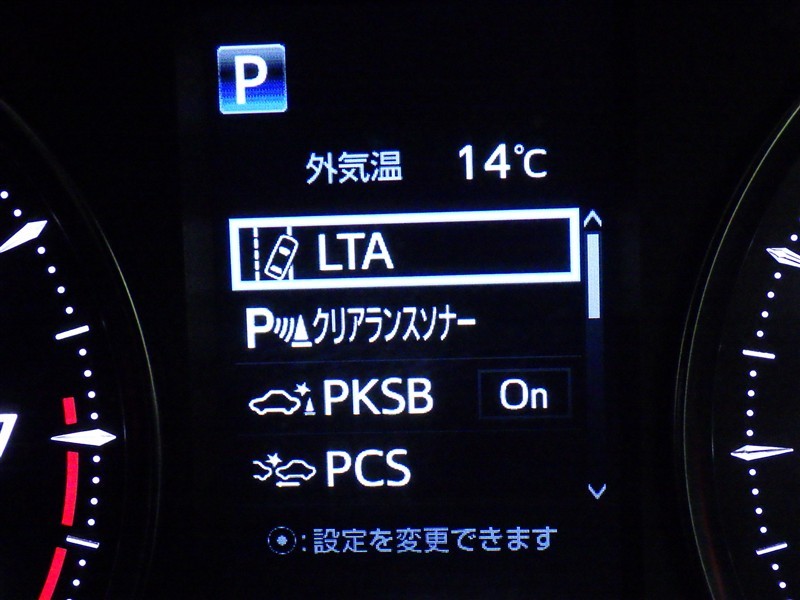 P
外気温 14℃
LTA
Pクリアランスソナー
PKSB On
PCS
:設定を変更できます